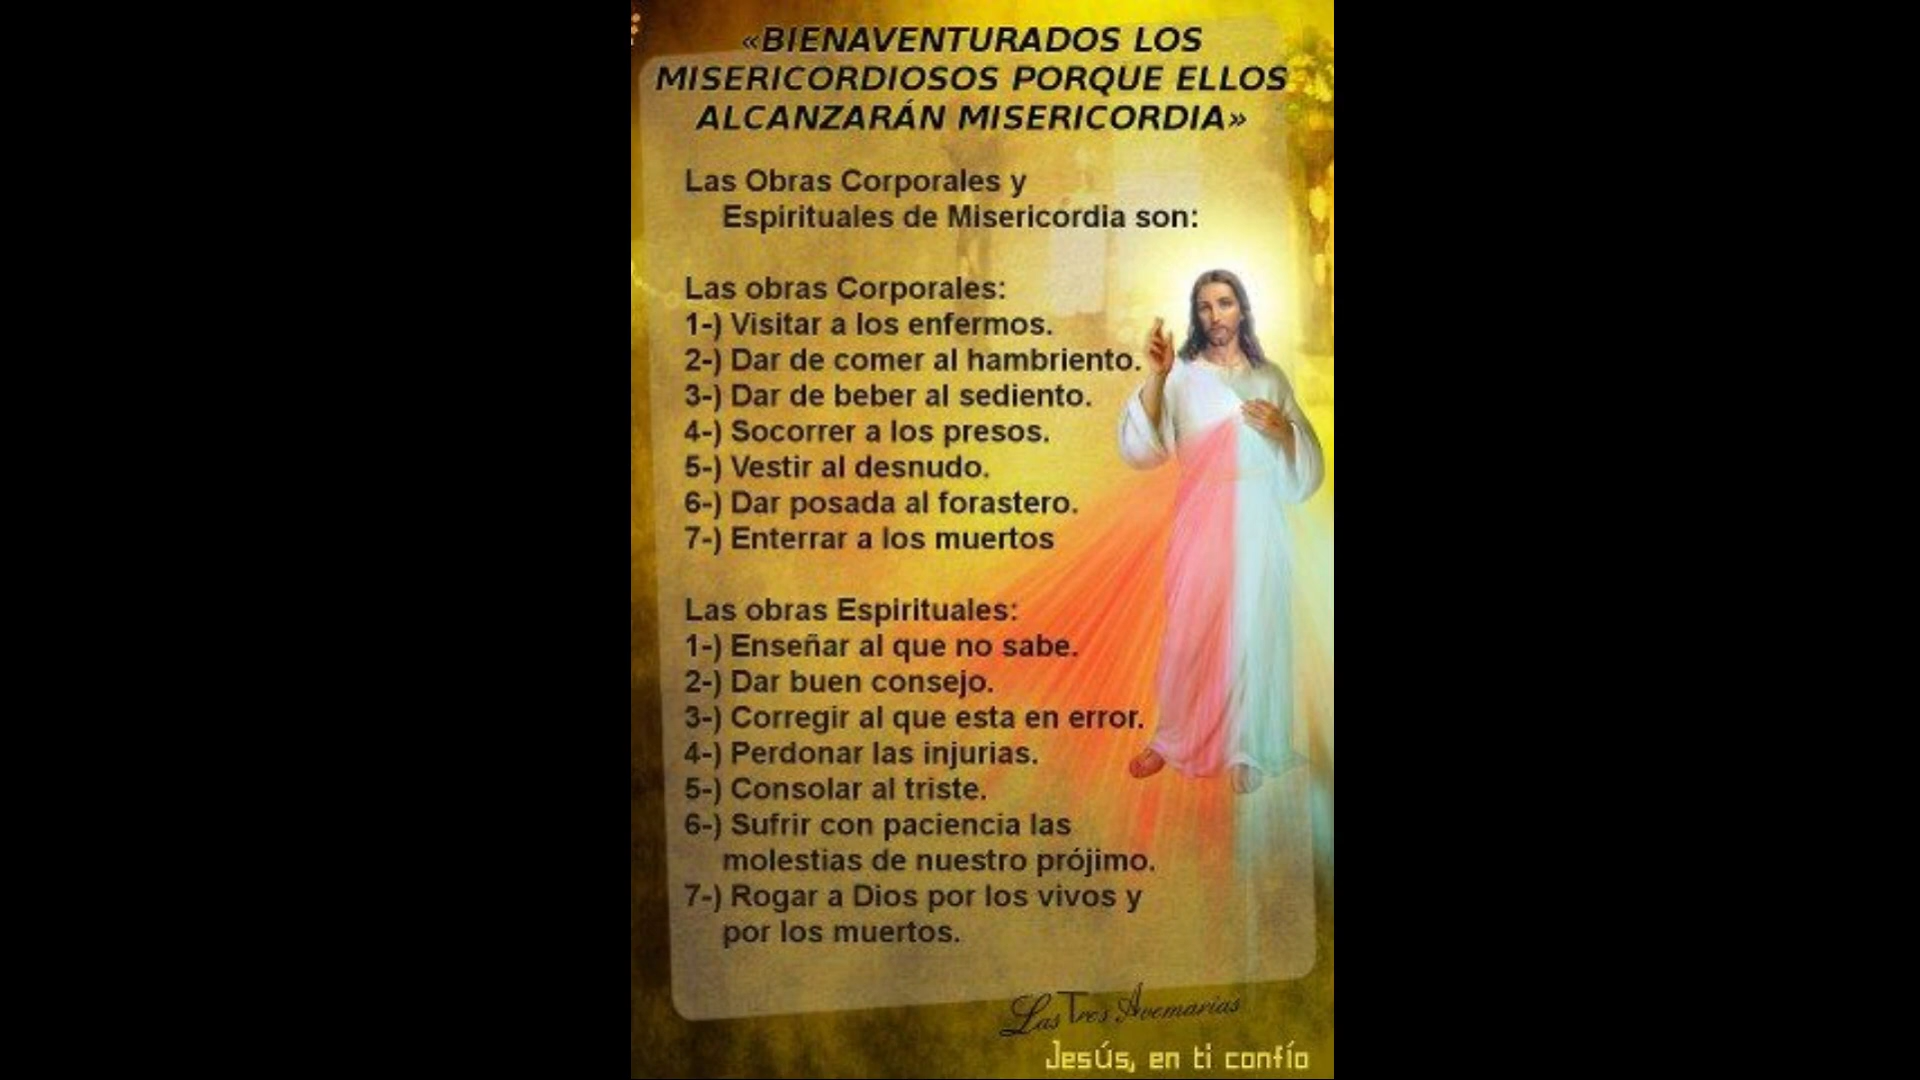 «BIENAVENTURADOS LOS
MISERICORDIOSOS PORQUE ELLOS
ALCANZARÁN MISERICORDIA»
Las Obras Corporales y
Espirituales de Misericordia son:
Las obras Corporales:
1-) Visitar a los enfermos.
2-) Dar de comer al hambriento.
3-) Dar de beber al sediento.
4-) Socorrer a los presos.
5-) Vestir al desnudo.
6-) Dar posada al forastero.
7-) Enterrar a los muertos
Las obras Espirituales:
1-) Enseñar al que no sabe.
2-) Dar buen consejo.
3-) Corregir al que esta en error.
4-) Perdonar las injurias.
5-) Consolar al triste.
6-) Sufrir con paciencia las
molestias de nuestro prójimo.
7-) Rogar a Dios por los vivos y
por los muertos.
Las Tres Avemarias
Jesús, en ti confío